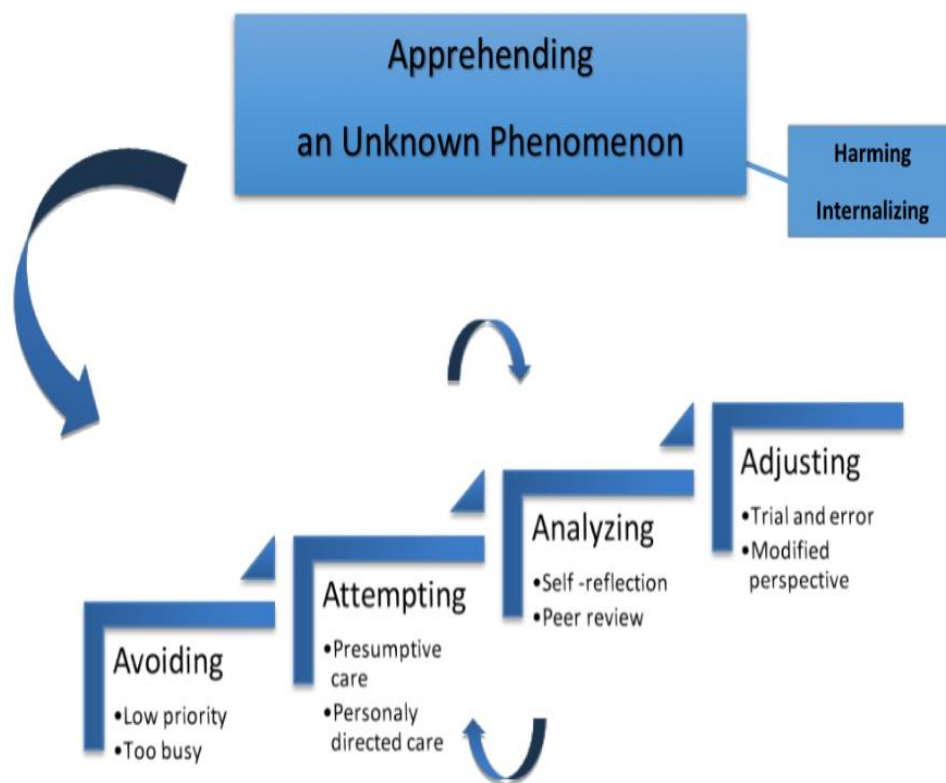 Apprehending
an Unknown Phenomenon
Harming
Internalizing
Adjusting
•Trial and error
•Modified
perspective
Analyzing
•Self -reflection
•Peer review
Attempting
•Presumptive
care
•Personaly
directed care
Avoiding
•Low priority
•Too busy